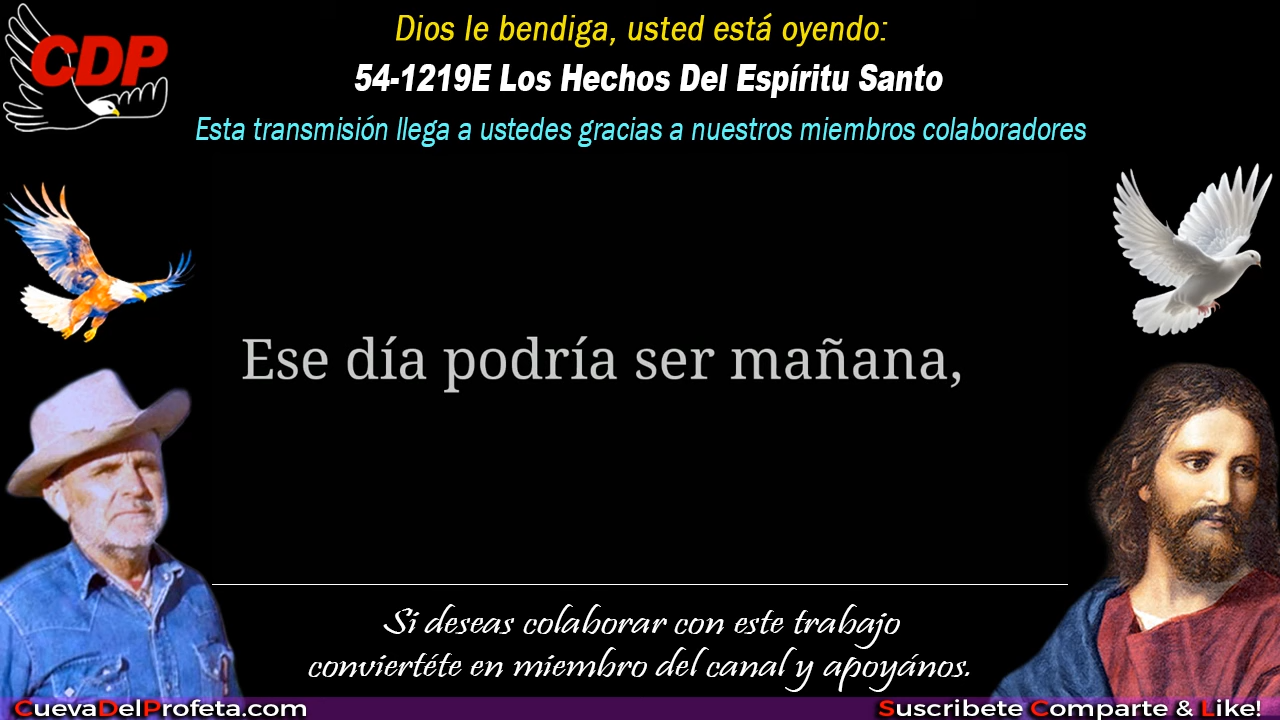 CDP
Dios le bendiga, usted está oyendo:
54-1219E Los Hechos Del Espíritu Santo
Esta transmisión llega a ustedes gracias a nuestros miembros colaboradores
Ese día podría ser mañana,
Si deseas colaborar con este trabajo
conviertéte en miembro del canal y apoyános.
CuevaDelProfeta.com
Suscribete Comparte & Like!